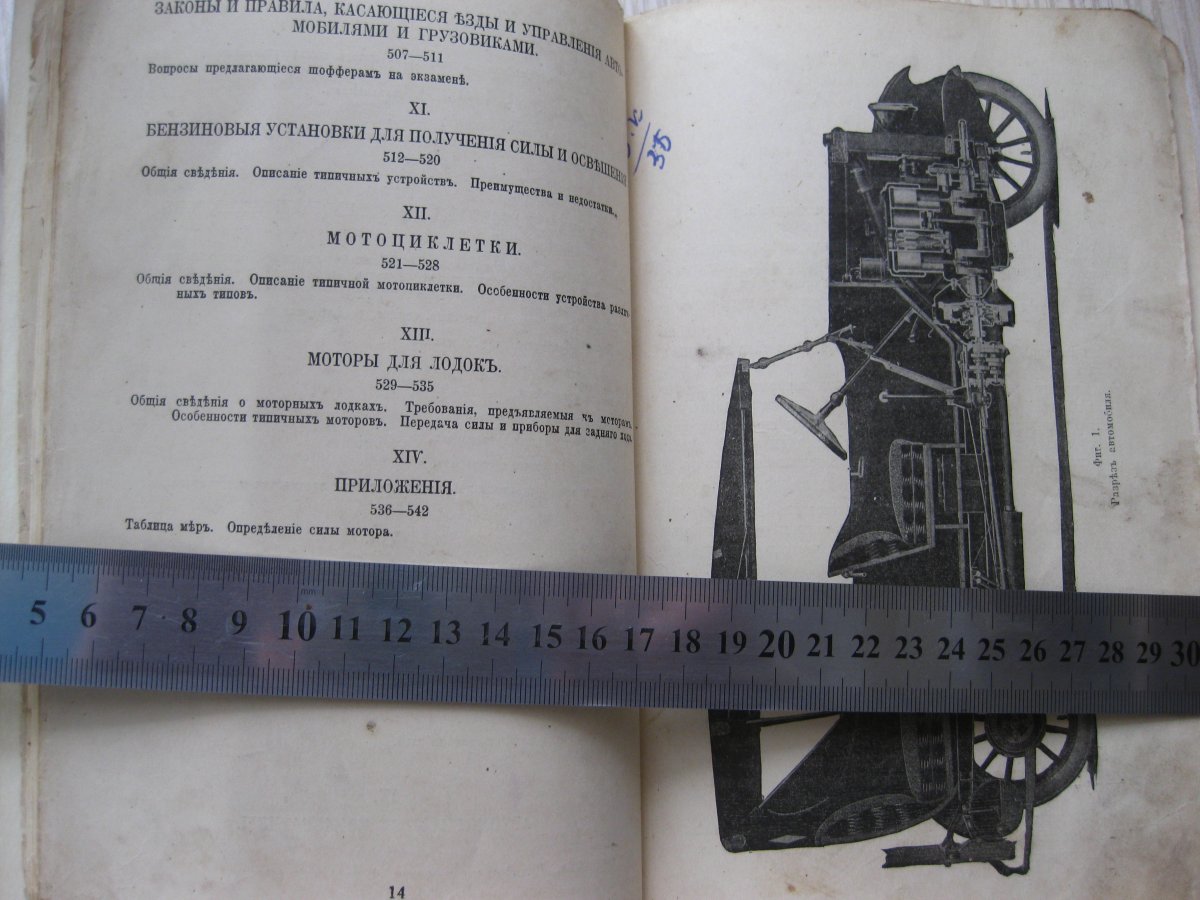 ЗАКОНЫ И ПРАВИЛА, КАСАЮЩІЕСЯ ѢЗДЫ И УПРАВЛЕНІЯ АВТО-
МОБИЛЯМИ И ГРУЗОВИКАМИ.
507—511
Вопросы предлагающіеся шофферамъ на экзаменѣ.
XI.
БЕНЗИНОВЫЯ УСТАНОВКИ ДЛЯ ПОЛУЧЕНІЯ СИЛЫ И ОСВѢЩЕНІЯ
512—520
Общія свѣдѣнія. Описаніе типичныхъ устройствъ. Преимущества и недостатки.
XII.
МОТОЦИКЛЕТКИ.
521—528
Общія свѣдѣнія. Описаніе типичной мотоциклетки. Особенности устройства разлч-
ныхъ типовъ.
XIII.
МОТОРЫ ДЛЯ ЛОДОКЪ.
529—535
Общія свѣдѣнія о моторныхъ лодкахъ. Требованія, предъявляемыя къ моторамъ.
Особенности типичныхъ моторовъ. Передача силы и приборы для задняго хода.
XIV.
ПРИЛОЖЕНІЯ.
536—542
Таблица мѣръ. Опредѣленіе силы мотора.
14
38
Фиг. 1.
Разрѣзъ автомобиля.
mm
5 6 7 8 9 10 11 12 13 14 15 16 17 18 19 20 21 22 23 24 25 26 27 28 29 30